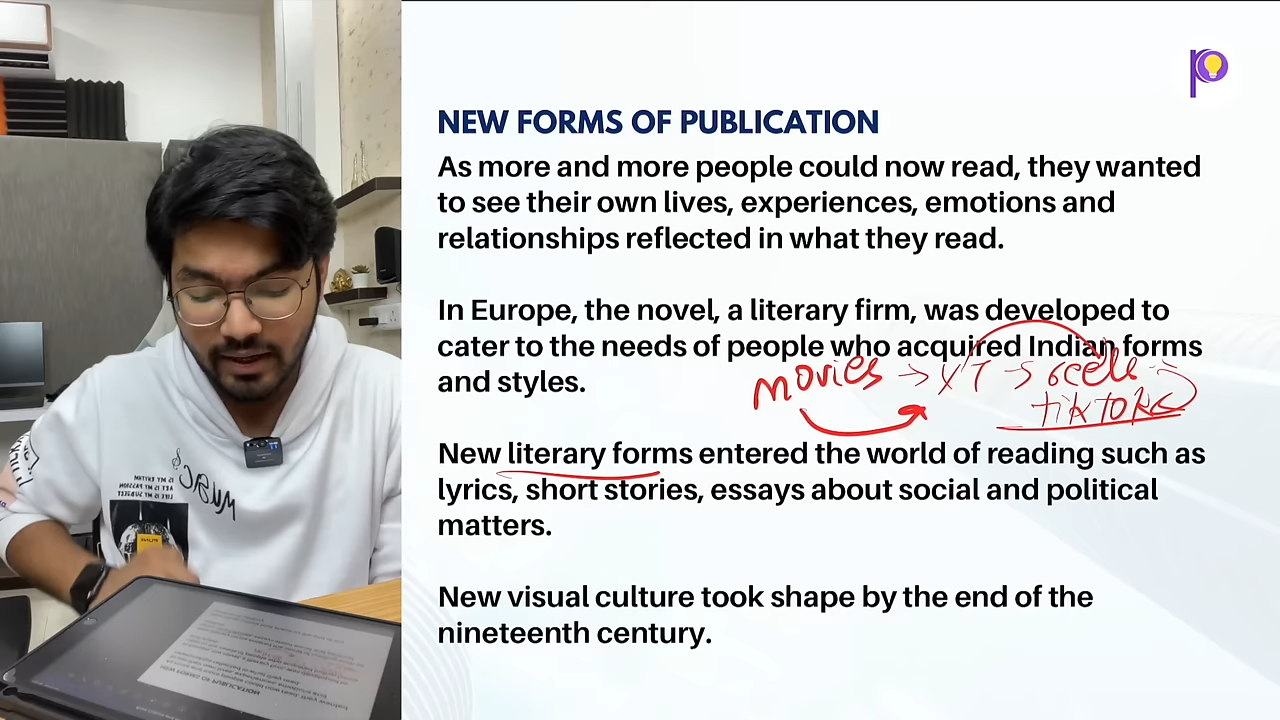 NEW FORMS OF PUBLICATION
As more and more people could now read, they wanted
to see their own lives, experiences, emotions and
relationships reflected in what they read.
In Europe, the novel, a literary firm, was developed to
cater to the needs of people who acquired Indian forms
and styles.
movies → YT → reels
tiktoks
New literary forms entered the world of reading such as
lyrics, short stories, essays about social and political
matters.
New visual culture took shape by the end of the
nineteenth century.
MUSIC